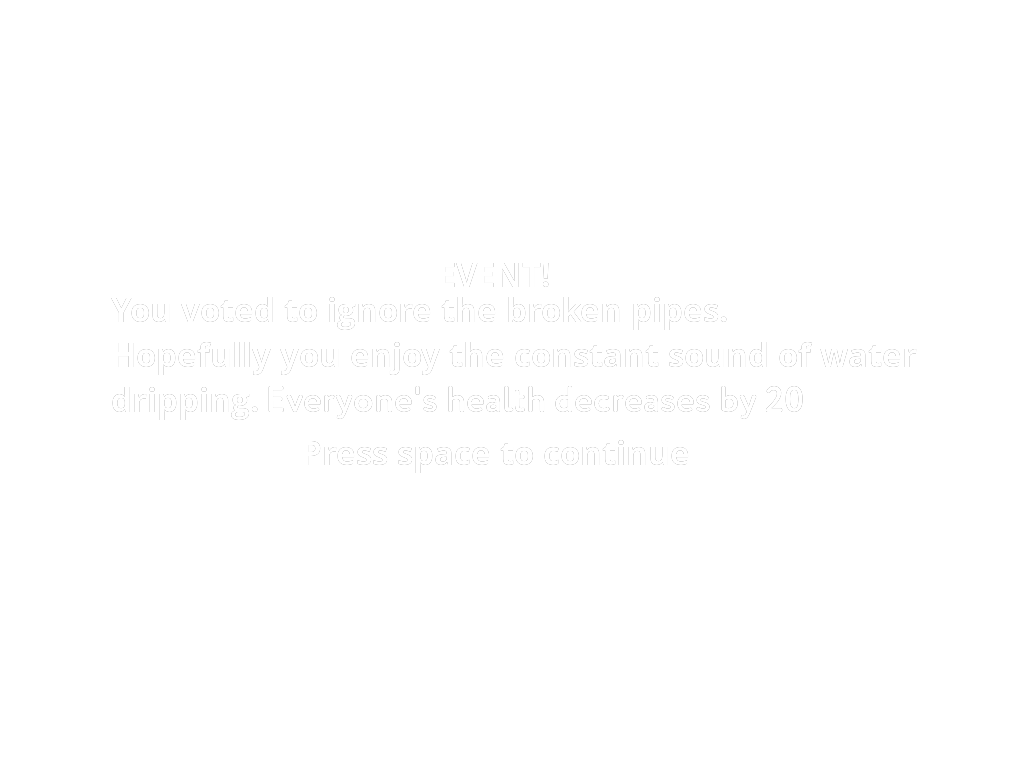 EVENT!
You voted to ignore the broken pipes.
Hopefully you enjoy the constant sound of water
dripping. Everyone's health decreases by 20
Press space to continue